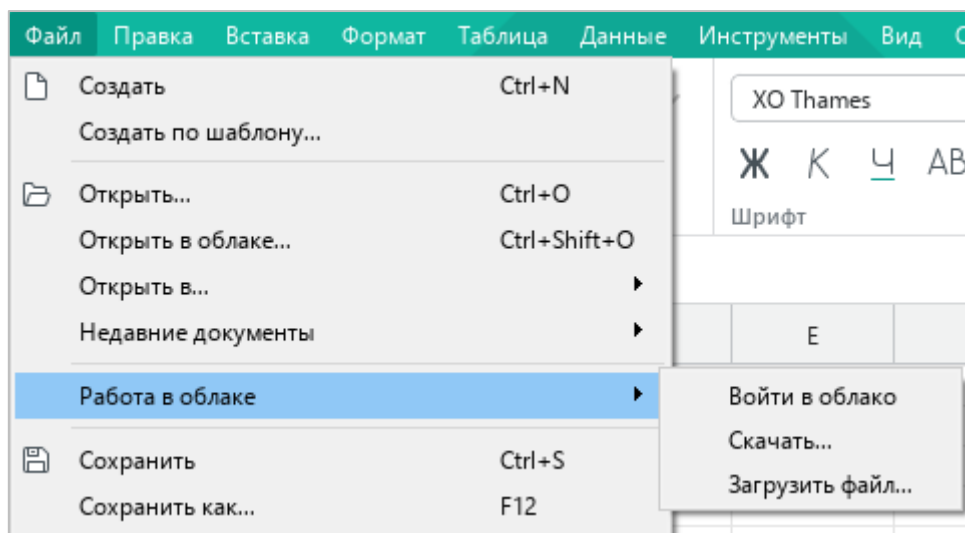 Файл Правка Вставка Формат Таблица Данные Инструменты Вид
Создать Ctrl+N
Создать по шаблону...
Открыть... Ctrl+O
Открыть в облаке... Ctrl+Shift+O
Открыть в...
Недавние документы
Работа в облаке
Сохранить Ctrl+S
Сохранить как... F12
XO Thames
Ж К Ч АВ
Шрифт
E
Войти в облако
Скачать...
Загрузить файл...